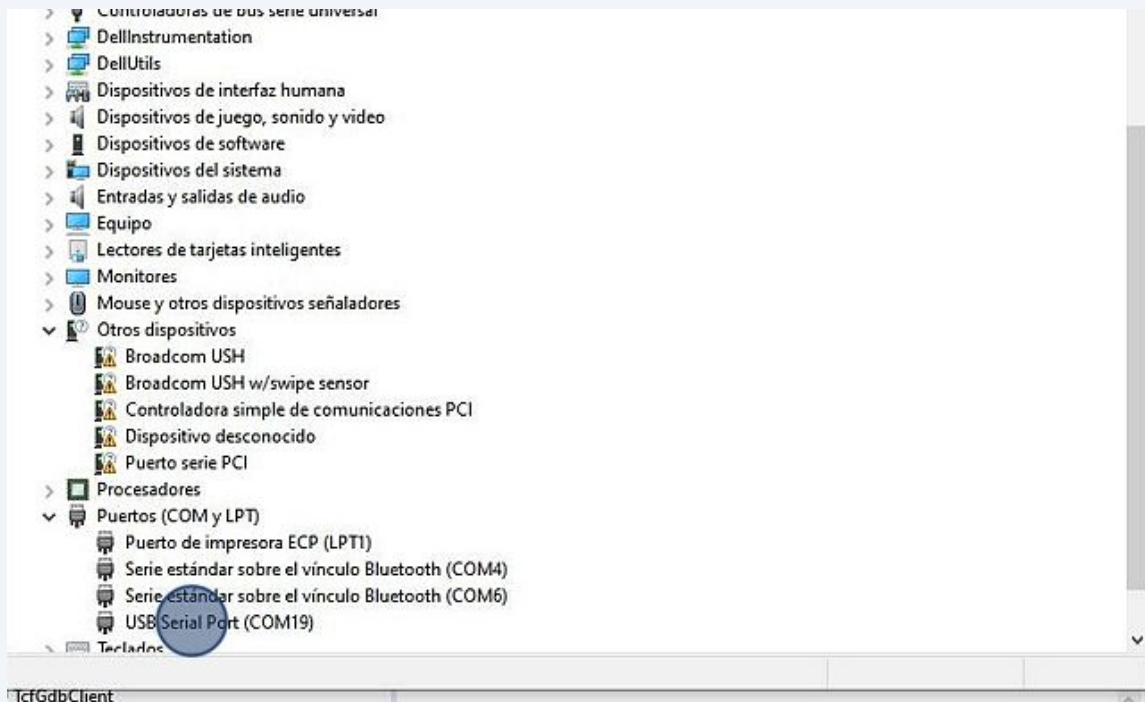 Controladoras de bus serie universal
DellInstrumentation
DellUtils
Dispositivos de interfaz humana
Dispositivos de juego, sonido y video
Dispositivos de software
Dispositivos del sistema
Entradas y salidas de audio
Equipo
Lectores de tarjetas inteligentes
Monitores
Mouse y otros dispositivos señaladores
Otros dispositivos
Broadcom USH
Broadcom USH w/swipe sensor
Controladora simple de comunicaciones PCI
Dispositivo desconocido
Puerto serie PCI
Procesadores
Puertos (COM y LPT)
Puerto de impresora ECP (LPT1)
Serie estándar sobre el vínculo Bluetooth (COM4)
Serie estándar sobre el vínculo Bluetooth (COM6)
USB Serial Port (COM19)
Teclados
TcfGdbClient